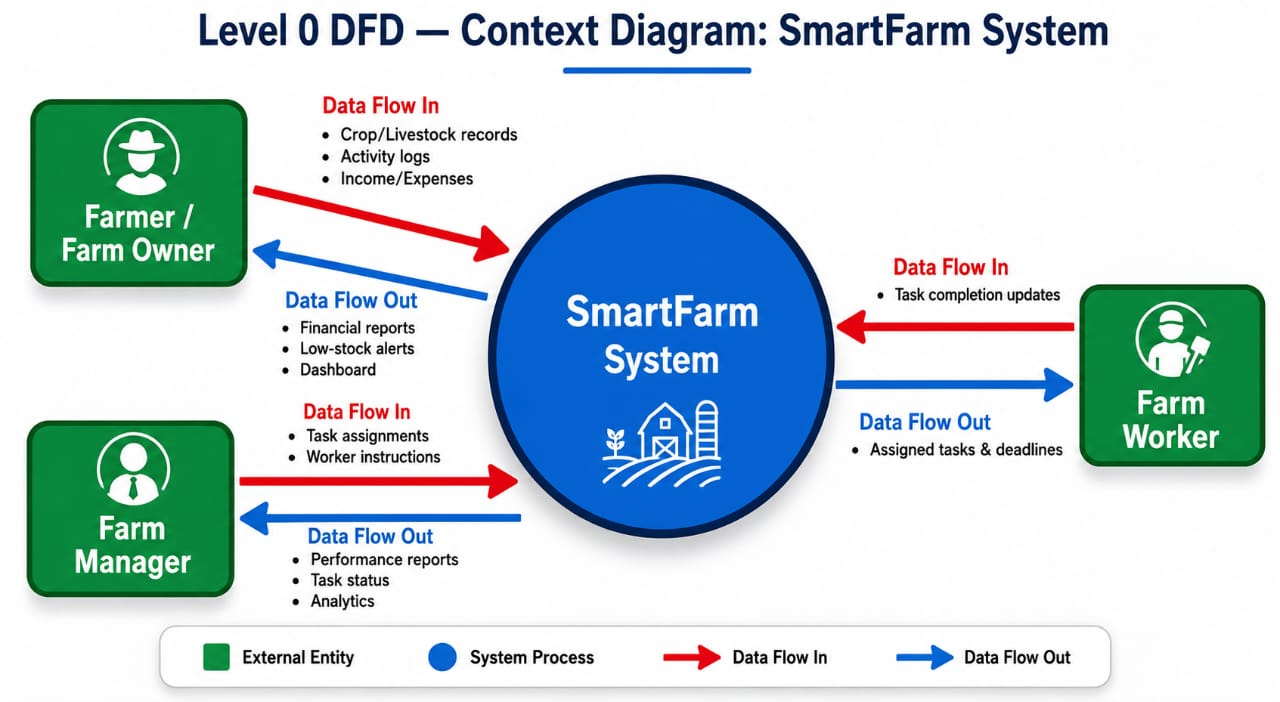 Level 0 DFD — Context Diagram: SmartFarm System
Farmer /
Farm Owner
Data Flow In
• Crop/Livestock records
• Activity logs
• Income/Expenses
Data Flow Out
• Financial reports
• Low-stock alerts
• Dashboard
Farm
Manager
Data Flow In
• Task assignments
• Worker instructions
Data Flow Out
• Performance reports
• Task status
• Analytics
SmartFarm
System
Data Flow In
• Task completion updates
Data Flow Out
• Assigned tasks & deadlines
Farm
Worker
External Entity
System Process
Data Flow In
Data Flow Out